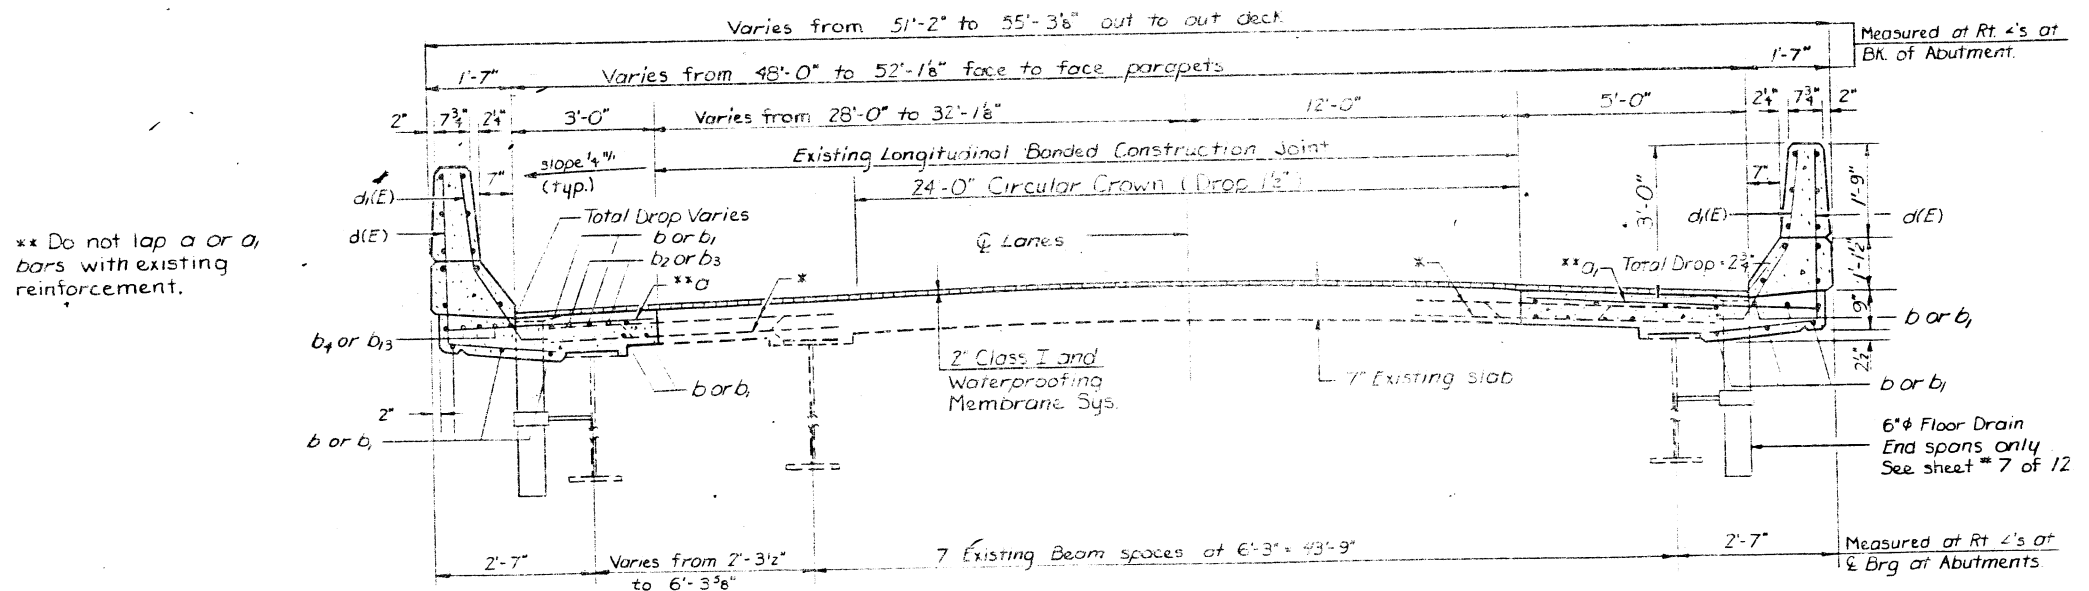 Varies from 51'-2" to 55'-3⅛" out to out deck
Measured at Rt. ∠'s at
BK. of Abutment.
1'-7"
Varies from 48'-0" to 52'-1⅛" face to face parapets
1'-7"
2"
7¾"
2¼"
3'-0"
Varies from 28'-0" to 32'-1⅛"
12'-0"
5'-0"
2¼"
7¾"
2"
slope ¼"/'
(typ.)
Existing Longitudinal Bonded Construction Joint
7"
24'-0" Circular Crown (Drop 1½")
3'-0"
7"
1'-9"
d₁(E)
d(E)
Total Drop Varies
b or b₁
b₂ or b₃
**a
*
℄ Lanes
d₁(E)
d(E)
** Do not lap a or a₁
bars with existing
reinforcement.
*
**a₁
Total Drop = 2¾"
1'-1½"
9"
2½"
b₄ or b₁₃
b or b₁
b or b₁
2" Class I and
Waterproofing
Membrane Sys.
7" Existing slab
b or b₁
2"
b or b₁
6"ϕ Floor Drain
End spans only
See sheet # 7 of 12
2'-7"
Varies from 2'-3½"
to 6'-3⅝"
7 Existing Beam spaces at 6'-3" = 43'-9"
2'-7"
Measured at Rt ∠'s at
℄ Brg at Abutments